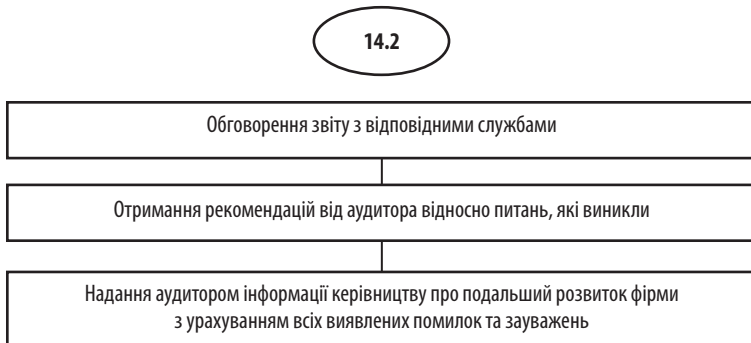 14.2
Обговорення звіту з відповідними службами
Отримання рекомендацій від аудитора відносно питань, які виникли
Надання аудитором інформації керівництву про подальший розвиток фірми
з урахуванням всіх виявлених помилок та зауважень